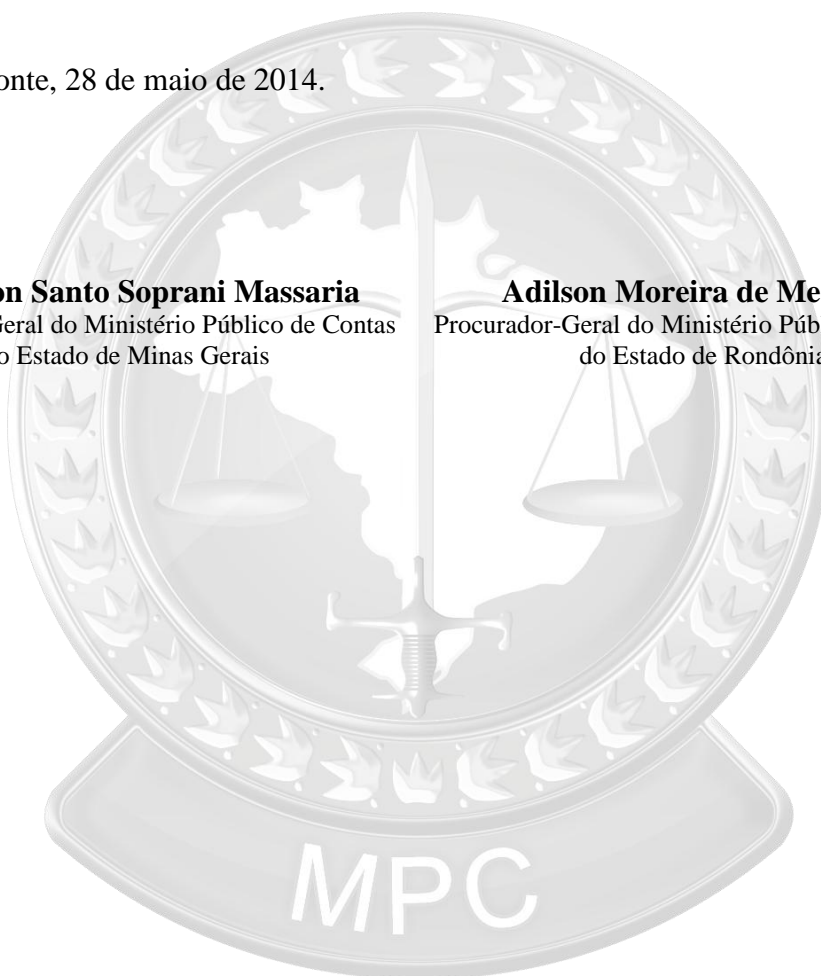 onte, 28 de maio de 2014.
on Santo Soprani Massaria
Geral do Ministério Público de Contas
o Estado de Minas Gerais
Adilson Moreira de Me
Procurador-Geral do Ministério Púb
do Estado de Rondônia
MPC